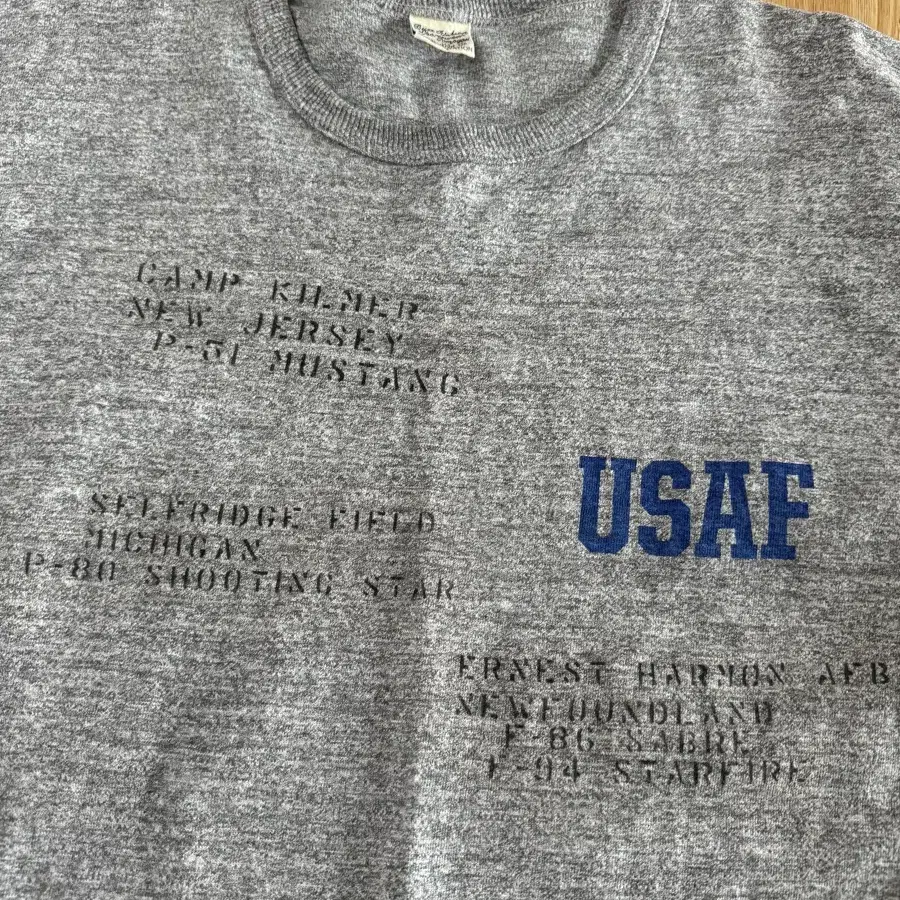 CAMP KILMER
NEW JERSEY
P-51 MUSTANG
SELFRIDGE FIELD
MICHIGAN
P-80 SHOOTING STAR
USAF
ERNEST HARMON AFB
NEWFOUNDLAND
F-86 SABRE
F-94 STARFIRE